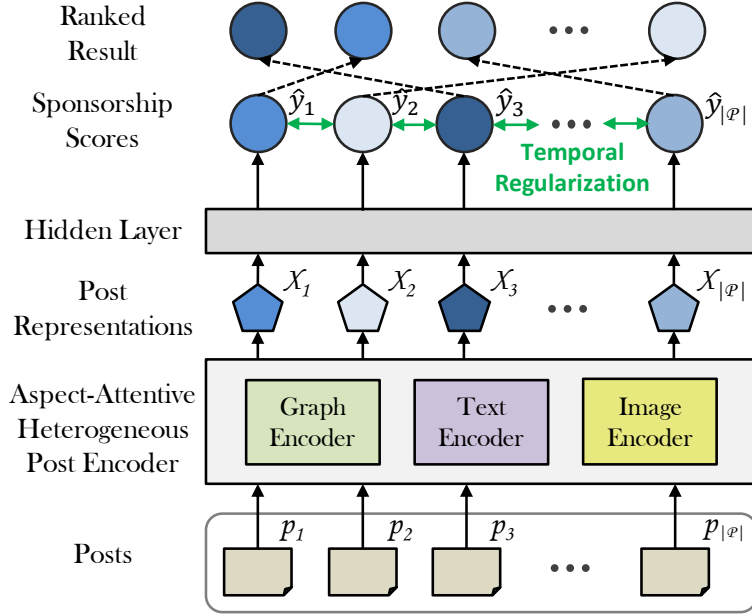 Ranked
Result
Sponsorship
Scores
ŷ1 ŷ2 ŷ3 ••• ŷ|𝒫|
Temporal
Regularization
Hidden Layer
Post
Representations
X1 X2 X3 ••• X|𝒫|
Aspect-Attentive
Heterogeneous
Post Encoder
Graph
Encoder
Text
Encoder
Image
Encoder
Posts
p1 p2 p3 ••• p|𝒫|